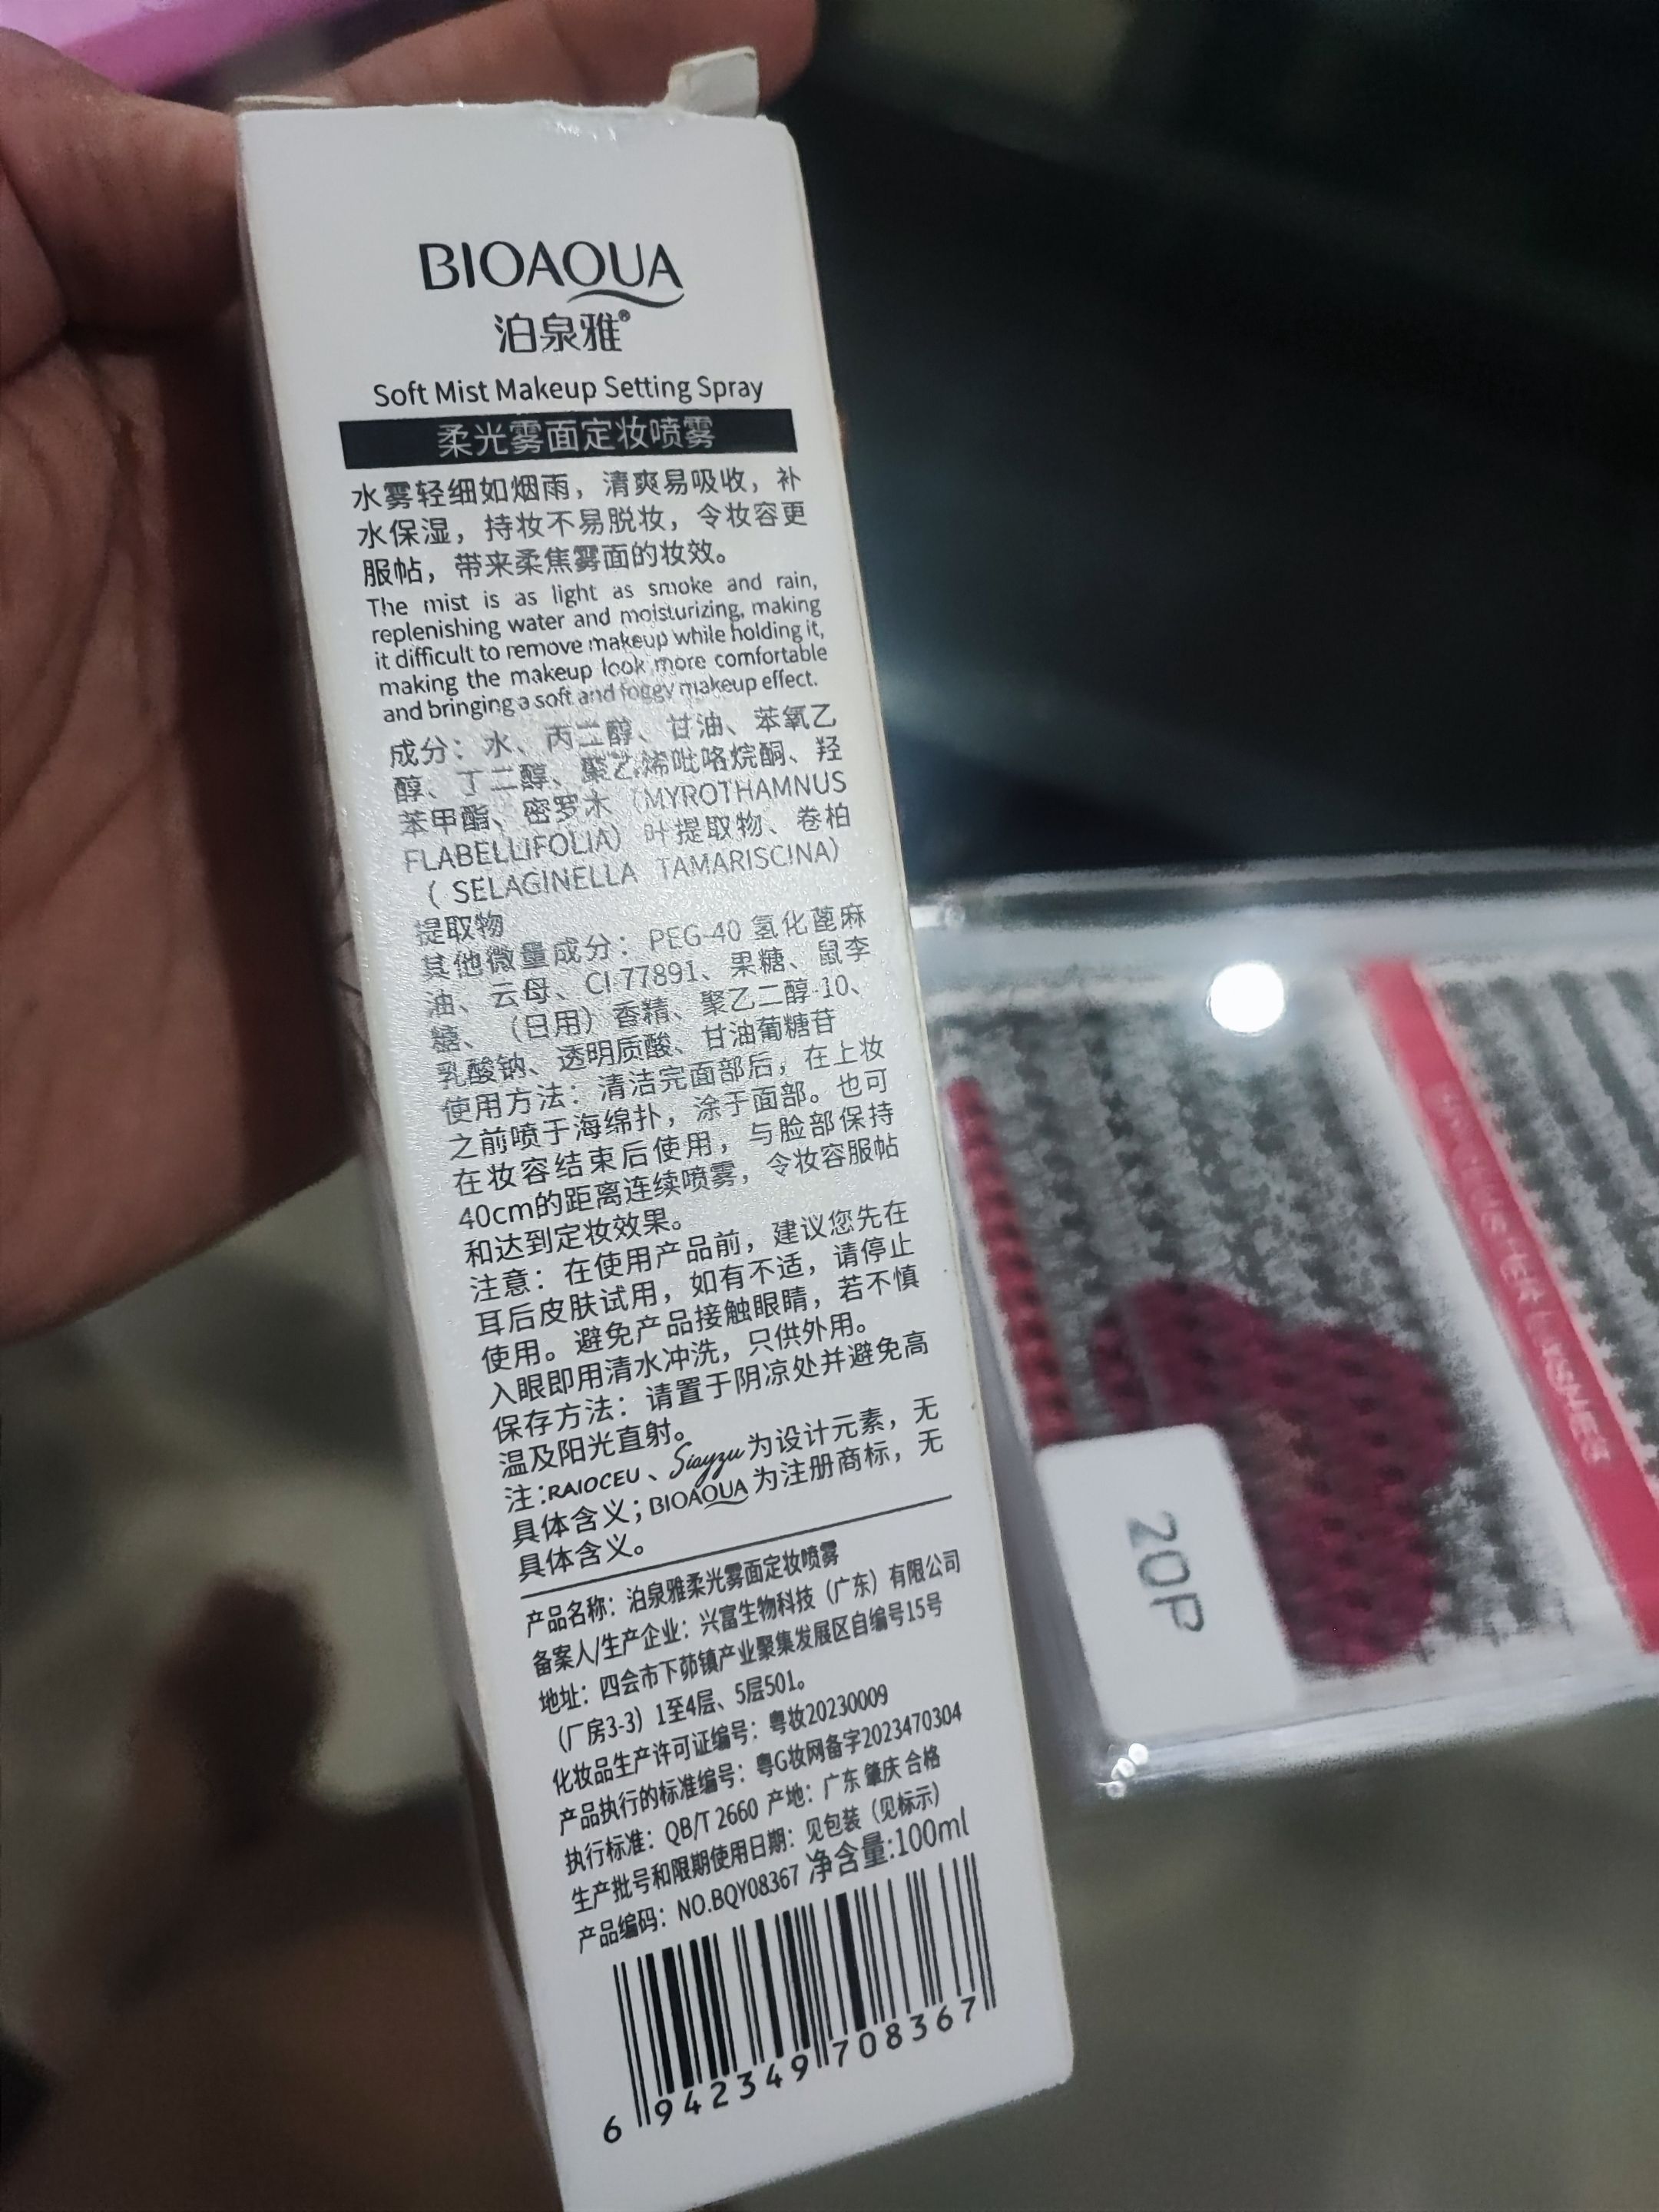 BIOAQUA
泊泉雅®
Soft Mist Makeup Setting Spray
柔光雾面定妆喷雾
水雾轻细如烟雨，清爽易吸收，补
水保湿，持妆不易脱妆，令妆容更
服帖，带来柔焦雾面的妆效。
The mist is as light as smoke and rain,
replenishing water and moisturizing, making
it difficult to remove makeup while holding it,
making the makeup look more comfortable
and bringing a soft and foggy makeup effect.
成分：水、丙二醇、甘油、苯氧乙
醇、丁二醇、聚乙烯吡咯烷酮、羟
苯甲酯、密罗木（MYROTHAMNUS
FLABELLIFOLIA）叶提取物、卷柏
（SELAGINELLA TAMARISCINA）
提取物
其他微量成分：PEG-40 氢化蓖麻
油、云母、CI 77891、果糖、鼠李
糖、（日用）香精、聚乙二醇-10、
乳酸钠、透明质酸、甘油葡糖苷
使用方法：清洁完面部后，在上妆
之前喷于海绵扑，涂于面部。也可
在妆容结束后使用，与脸部保持
40cm的距离连续喷雾，令妆容服帖
和达到定妆效果。
注意：在使用产品前，建议您先在
耳后皮肤试用，如有不适，请停止
使用。避免产品接触眼睛，若不慎
入眼即用清水冲洗，只供外用。
保存方法：请置于阴凉处并避免高
温及阳光直射。
注：RAIOCEU、Siayzu为设计元素，无
具体含义；BIOAQUA为注册商标，无
具体含义。
产品名称：泊泉雅柔光雾面定妆喷雾
备案人/生产企业：兴富生物科技（广东）有限公司
地址：四会市下茆镇产业聚集发展区自编号15号
（厂房3-3）1至4层、5层501。
化妆品生产许可证编号：粤妆20230009
产品执行的标准编号：粤G妆网备字2023470304
执行标准：QB/T 2660 产地：广东 肇庆 合格
生产批号和限期使用日期：见包装（见标示）
产品编码：NO.BQY08367 净含量:100ml
6 942349 708367
20P